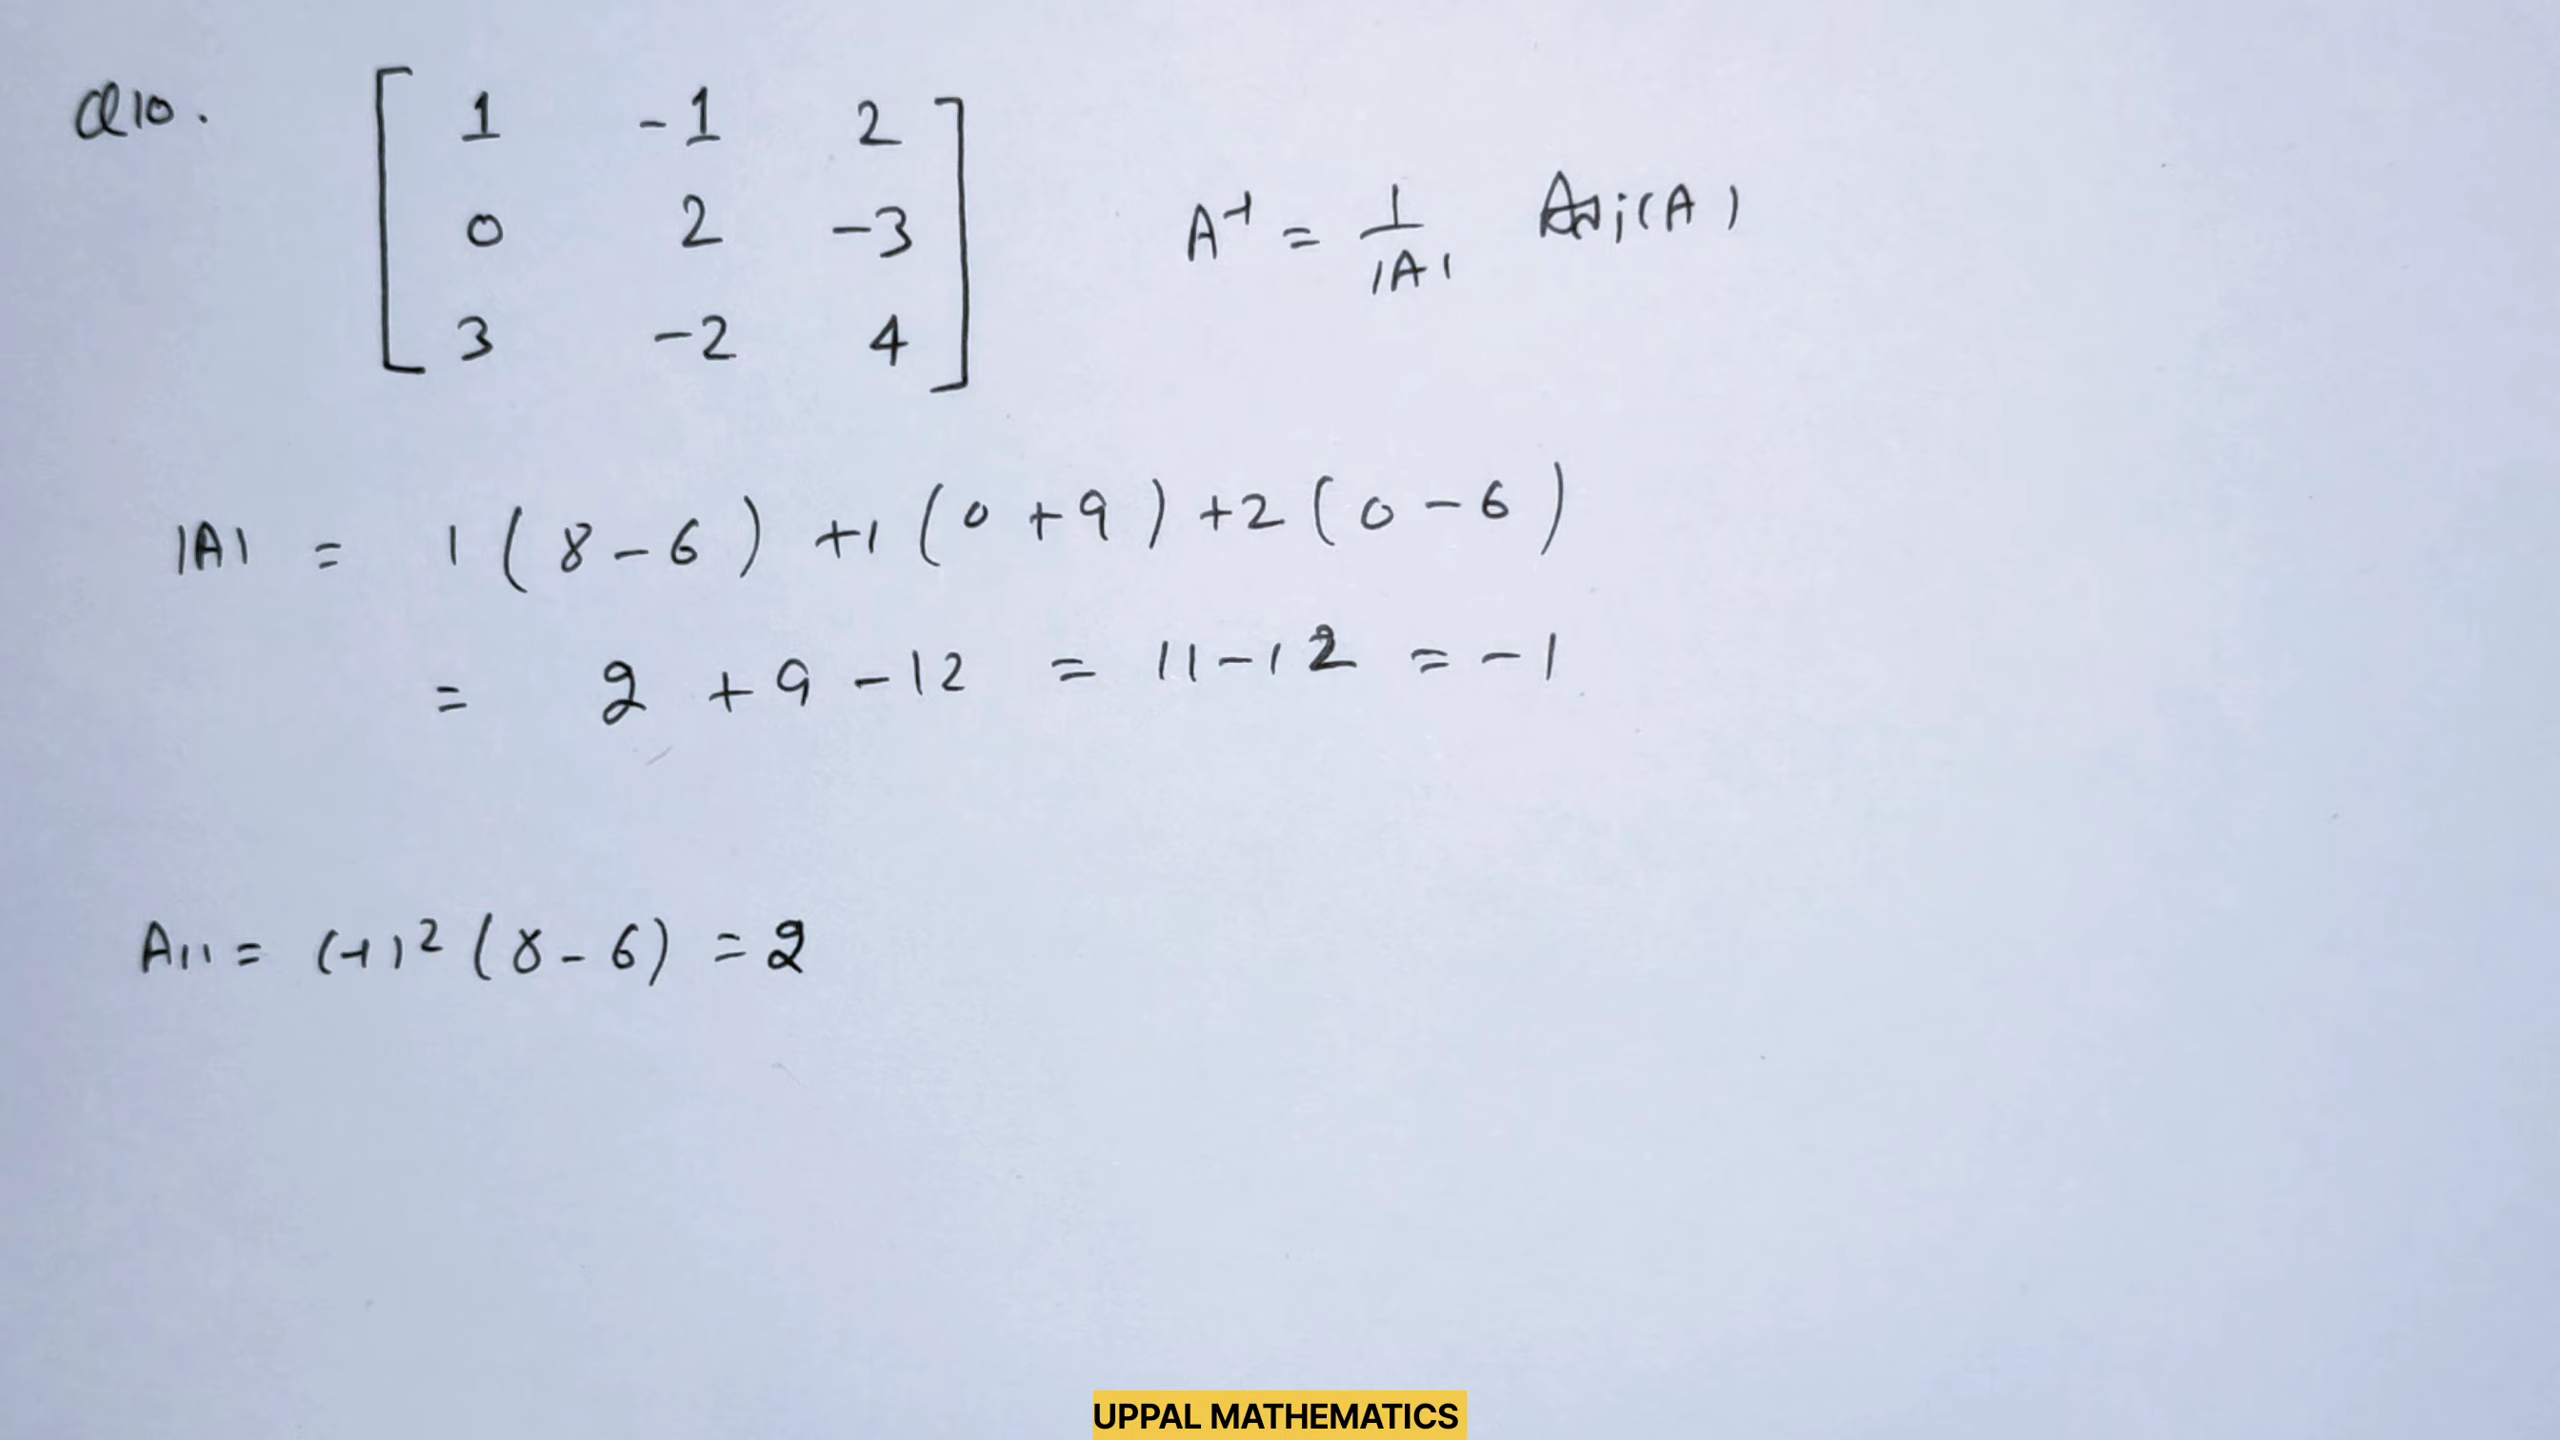 Q10. [ 1 -1 2
0 2 -3
3 -2 4 ]
A⁻¹ = 1/|A| Adj(A)
|A| = 1(8-6) +1(0+9) +2(0-6)
= 2 +9 -12 = 11-12 = -1
A11 = (-1)²(8-6) = 2
UPPAL MATHEMATICS